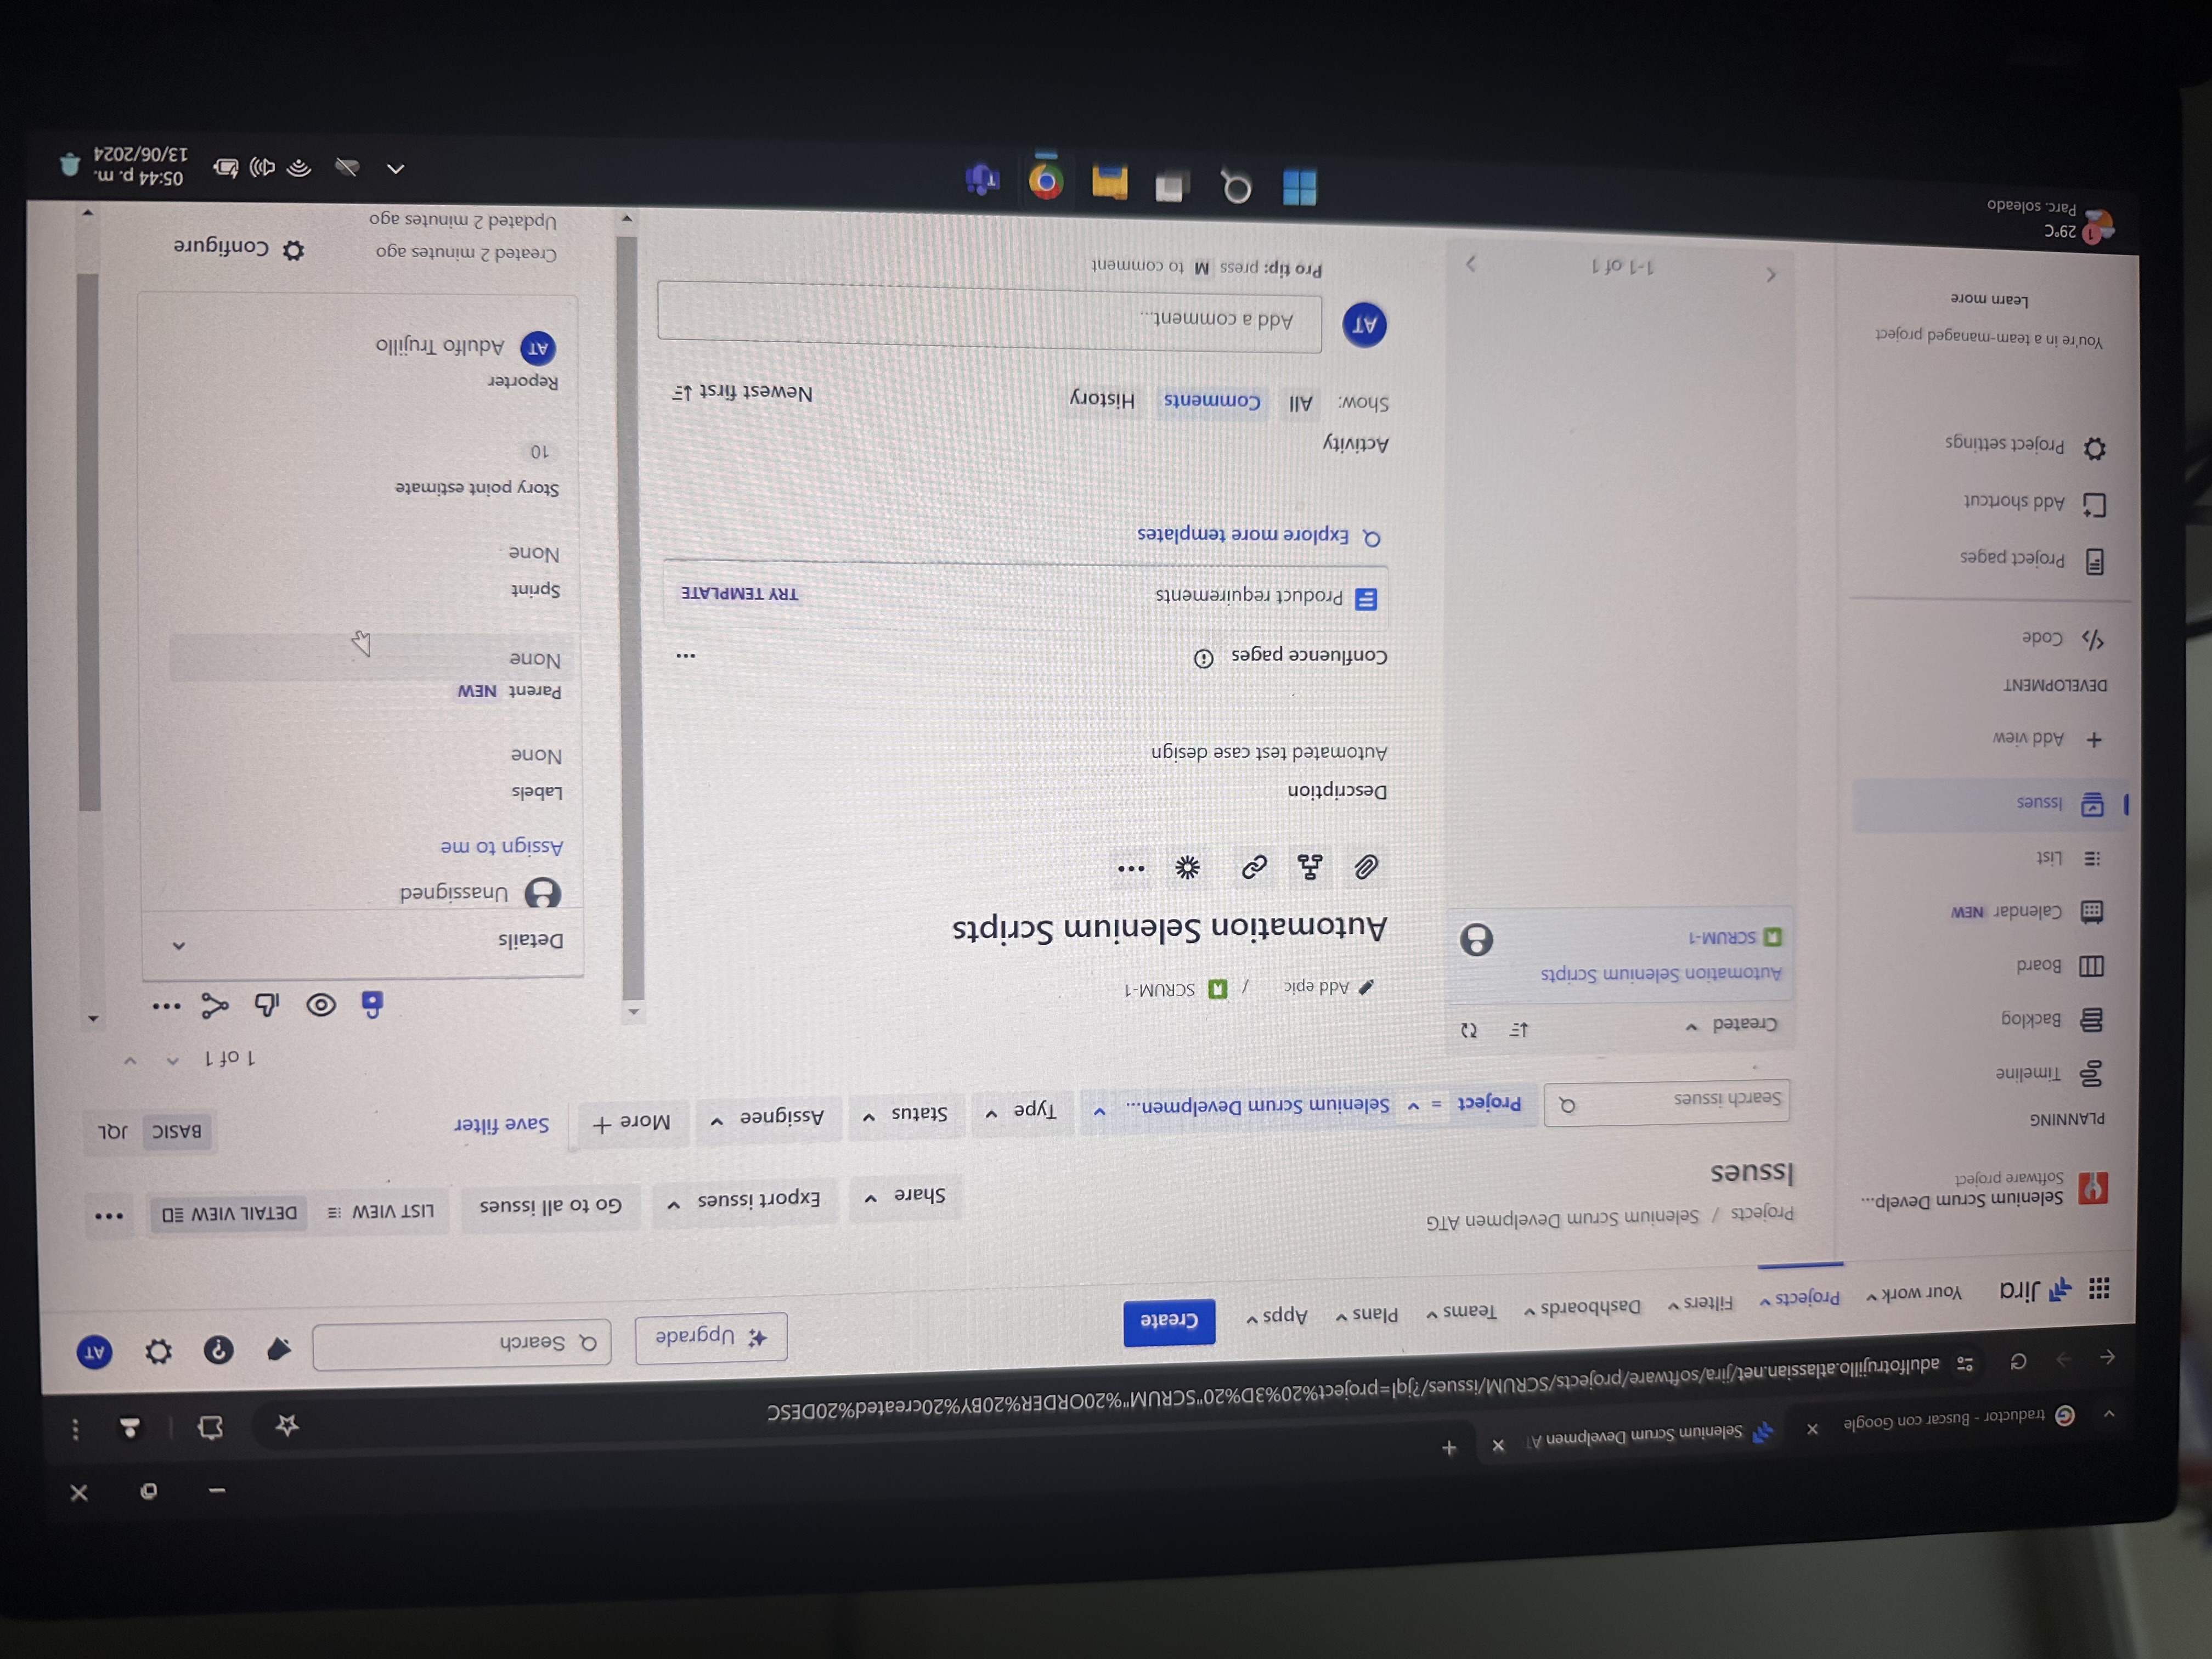 traductor - Buscar con Google
Selenium Scrum Develpmen AT
adulfotrujillo.atlassian.net/jira/software/projects/SCRUM/issues/?jql=project%20%3D%20"SCRUM"%20ORDER%20BY%20created%20DESC
Jira Your work Projects Filters Dashboards Teams Plans Apps Create Upgrade Search AT
Selenium Scrum Develp...
Software project
PLANNING
Timeline
Backlog
Board
Calendar NEW
List
Issues
Add view
DEVELOPMENT
Code
Project pages
Add shortcut
Project settings
You're in a team-managed project
Learn more
Projects / Selenium Scrum Develpmen ATG
Issues
Share Export issues Go to all issues LIST VIEW DETAIL VIEW
Search issues Project = Selenium Scrum Develpmen... Type Status Assignee More Save filter BASIC JQL
1 of 1
Created
Automation Selenium Scripts
SCRUM-1
1-1 of 1
Add epic / SCRUM-1
Automation Selenium Scripts
Description
Automated test case design
Confluence pages
Product requirements TRY TEMPLATE
Explore more templates
Activity
Show: All Comments History Newest first
AT Add a comment...
Pro tip: press M to comment
Details
Unassigned
Assign to me
Labels
None
Parent NEW
None
Sprint
None
Story point estimate
10
Reporter
AT Adulfo Trujillo
Created 2 minutes ago
Updated 2 minutes ago
Configure
1 29°C
Parc. soleado
05:44 p. m.
13/06/2024